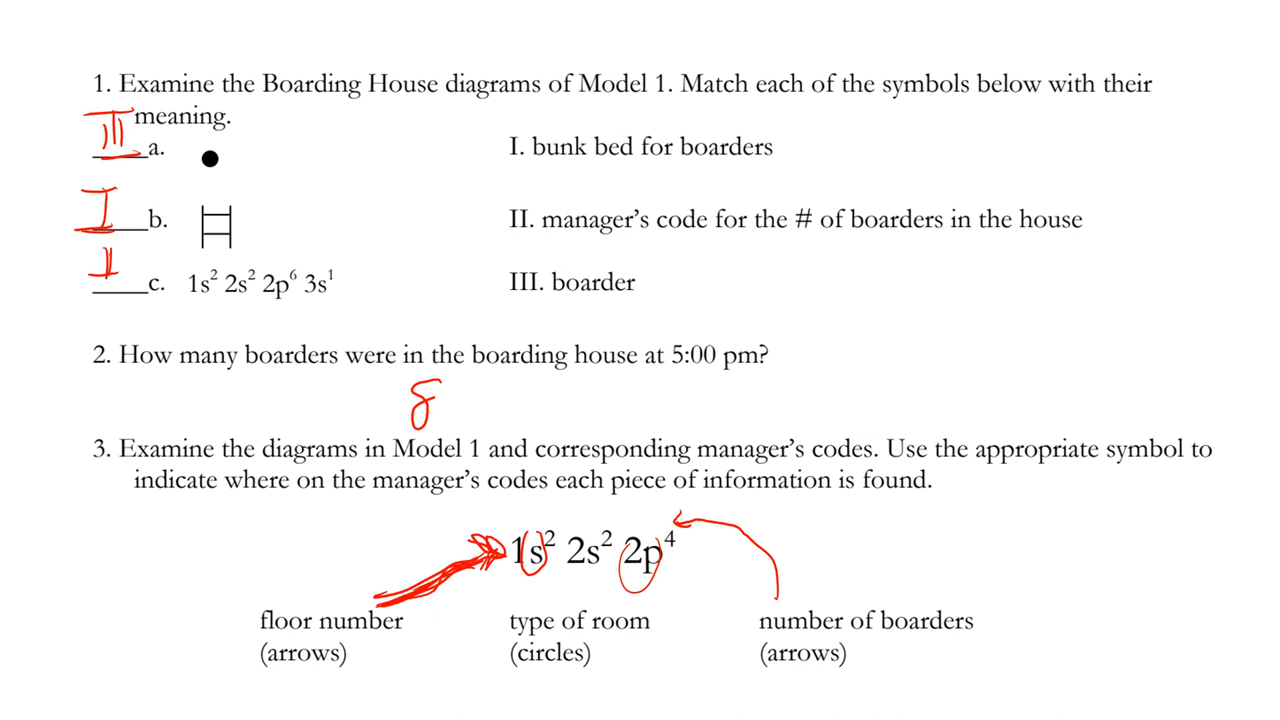 1. Examine the Boarding House diagrams of Model 1. Match each of the symbols below with their
meaning.
III a. ● I. bunk bed for boarders
I b. II. manager’s code for the # of boarders in the house
II c. 1s² 2s² 2p⁶ 3s¹ III. boarder
2. How many boarders were in the boarding house at 5:00 pm?
8
3. Examine the diagrams in Model 1 and corresponding manager’s codes. Use the appropriate symbol to
indicate where on the manager’s codes each piece of information is found.
1s² 2s² 2p⁴
floor number type of room number of boarders
(arrows) (circles) (arrows)